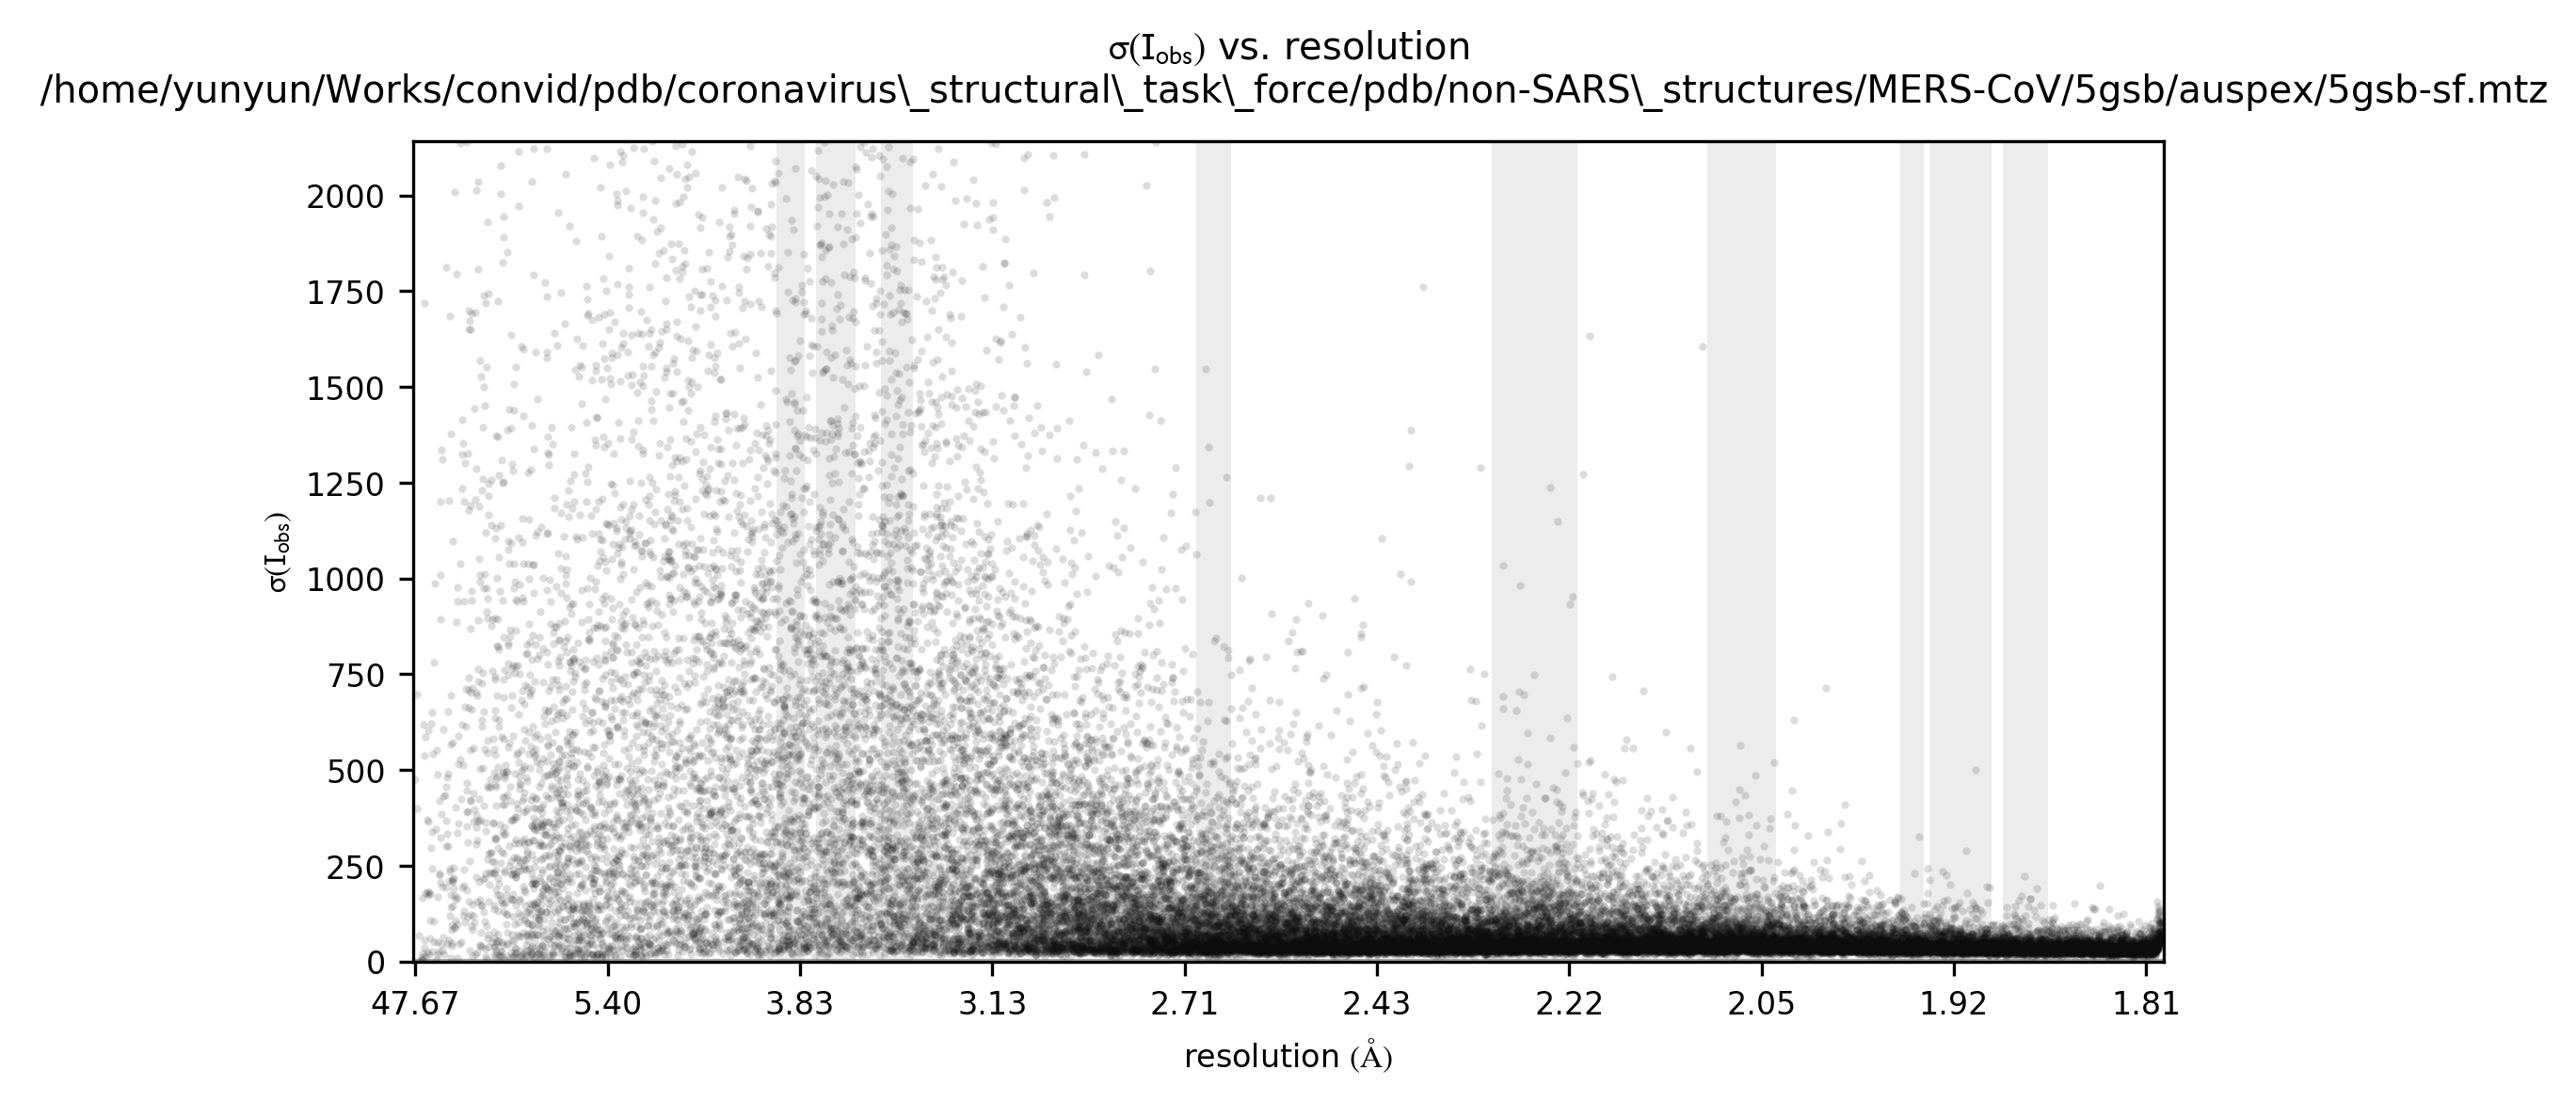 σ(I_obs) vs. resolution
/home/yunyun/Works/convid/pdb/coronavirus\_structural\_task\_force/pdb/non-SARS\_structures/MERS-CoV/5gsb/auspex/5gsb-sf.mtz
2000
1750
1500
1250
1000
750
500
250
0
σ(I_obs)
47.67 5.40 3.83 3.13 2.71 2.43 2.22 2.05 1.92 1.81
resolution (Å)